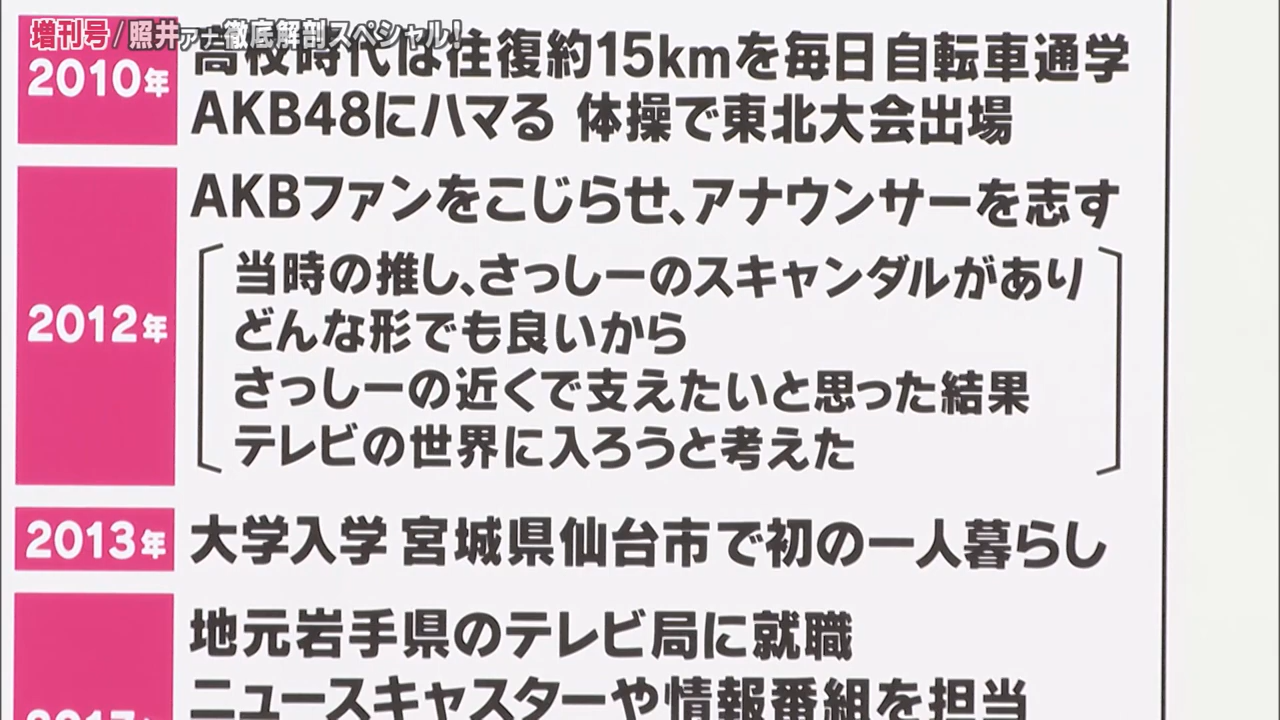 増刊号/照井アナ徹底解剖スペシャル!
2010年
高校時代は往復約15kmを毎日自転車通学
AKB48にハマる 体操で東北大会出場
2012年
AKBファンをこじらせ、アナウンサーを志す
当時の推し、さっしーのスキャンダルがあり
どんな形でも良いから
さっしーの近くで支えたいと思った結果
テレビの世界に入ろうと考えた
2013年
大学入学 宮城県仙台市で初の一人暮らし
2017年
地元岩手県のテレビ局に就職
ニュースキャスターや情報番組を担当